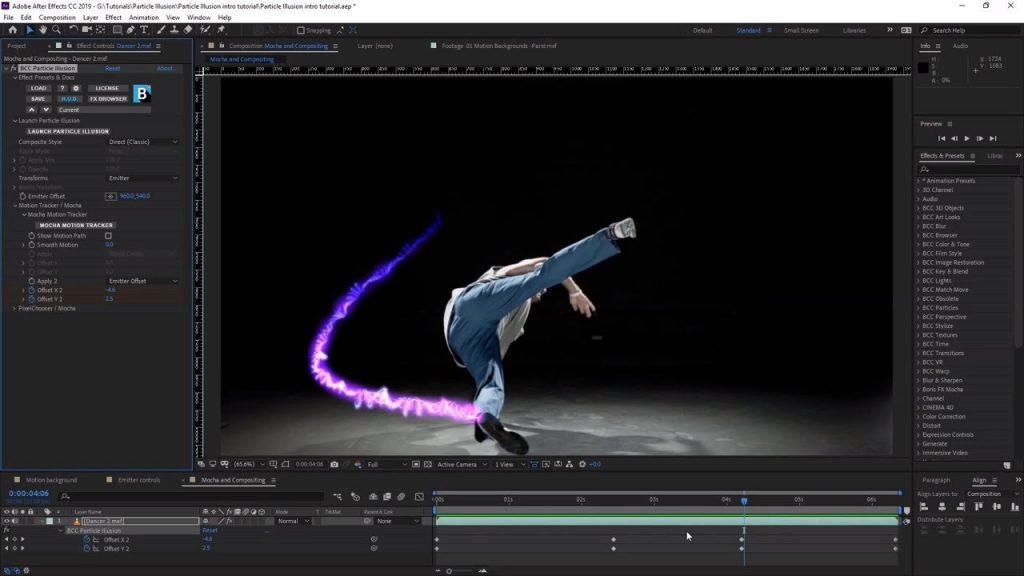 Adobe After Effects CC 2019 - G:\Tutorials\Particle Illusion\Particle Illusion intro tutorial\Particle Illusion intro tutorial.aep *
File Edit Composition Layer Effect Animation View Window Help
Snapping
Default Standard Small Screen Libraries Search Help
Project Effect Controls Dancer 2.mxf
Composition Mocha and Compositing Layer (none) Footage 01 Motion Backgrounds - Paint.mxf
Info Audio
Mocha and Compositing • Dancer 2.mxf
Mocha and Compositing
BCC Particle Illusion Reset About...
Effect Presets & Docs
LOAD ? LICENSE
SAVE H.U.D. FX BROWSER B
Current
Launch Particle Illusion
LAUNCH PARTICLE ILLUSION
Composite Style Direct (Classic)
Apply Mode
Apply Mix
Opacity
Transforms Emitter
World Transform
Emitter Offset 960.0,540.0
Motion Tracker / Mocha
Mocha Motion Tracker
MOCHA MOTION TRACKER
Show Motion Path
Smooth Motion 0.0
Apply
Offset X
Offset Y
Apply 2 Emitter Offset
Offset X 2 -4.6
Offset Y 2 2.5
PixelChooser / Mocha
R :
G :
B :
A : 0%
X : 1724
Y : 1083
Preview
Effects & Presets Librar
* Animation Presets
3D Channel
Audio
BCC 3D Objects
BCC Art Looks
BCC Blur
BCC Browser
BCC Color & Tone
BCC Film Style
BCC Image Restoration
BCC Key & Blend
BCC Lights
BCC Match Move
BCC Obsolete
BCC Particles
BCC Perspective
BCC Stylize
BCC Textures
BCC Time
BCC Transitions
BCC VR
BCC Warp
Blur & Sharpen
Boris FX Mocha
Channel
CINEMA 4D
Color Correction
Distort
Expression Controls
Generate
Immersive Video
(65.6%) 0:00:04:06 Full Active Camera 1 View +0.0
Motion background Emitter controls Mocha and Compositing
Paragraph Align
0:00:04:06
Align Layers to: Composition
Distribute Layers:
:00s 01s 02s 03s 04s 05s 06s
# Layer Name Mode T TrkMat Parent & Link
1 [Dancer 2.mxf] Normal None
BCC Particle Illusion Reset
Offset X 2 -4.6
Offset Y 2 2.5